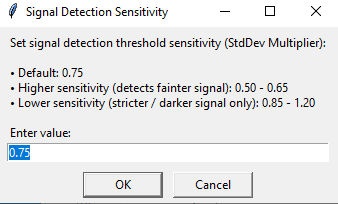 Signal Detection Sensitivity
Set signal detection threshold sensitivity (StdDev Multiplier):
• Default: 0.75
• Higher sensitivity (detects fainter signal): 0.50 - 0.65
• Lower sensitivity (stricter / darker signal only): 0.85 - 1.20
Enter value:
0.75
OK
Cancel